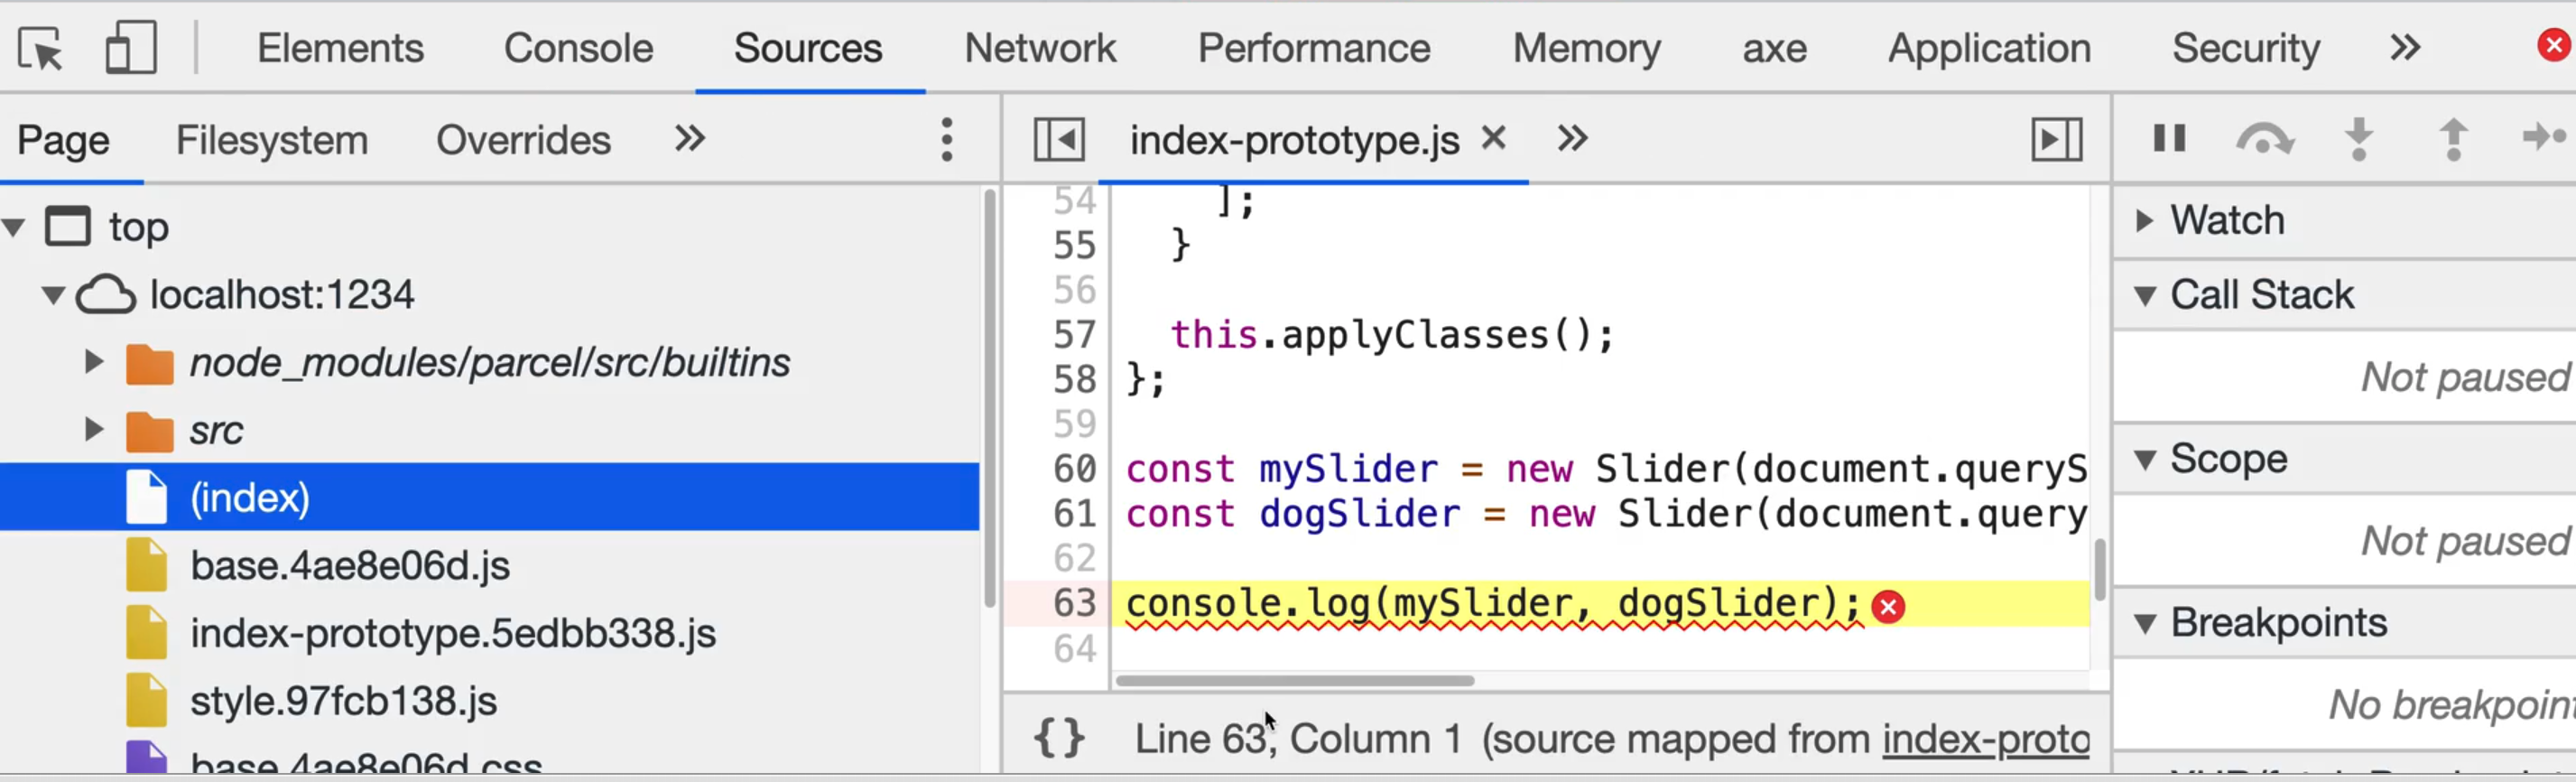 Elements Console Sources Network Performance Memory axe Application Security
Page Filesystem Overrides
index-prototype.js
top
localhost:1234
node_modules/parcel/src/builtins
src
(index)
base.4ae8e06d.js
index-prototype.5edbb338.js
style.97fcb138.js
base.4ae8e06d.css
54 ];
55 }
56
57 this.applyClasses();
58 };
59
60 const mySlider = new Slider(document.queryS
61 const dogSlider = new Slider(document.query
62
63 console.log(mySlider, dogSlider);
64
{} Line 63, Column 1 (source mapped from index-proto
Watch
Call Stack
Not paused
Scope
Not paused
Breakpoints
No breakpoint